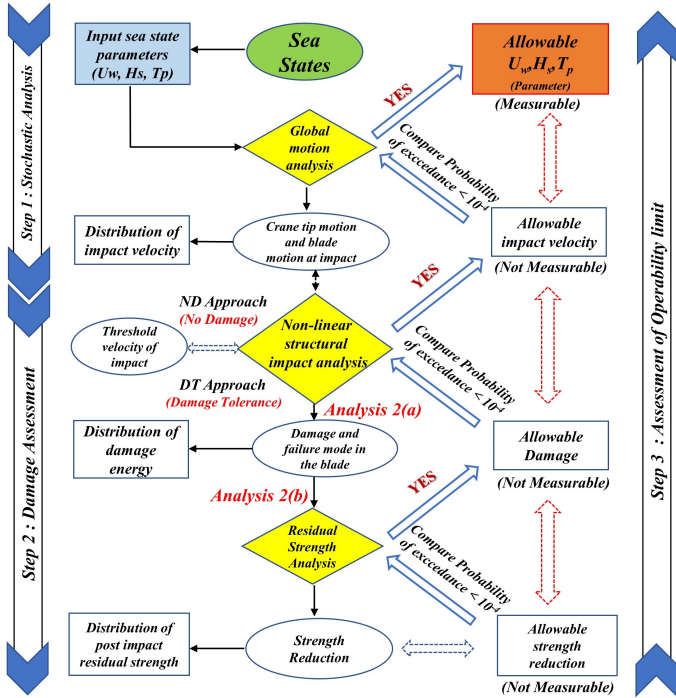 Input sea state
parameters
(Uw, Hs, Tp)
Sea
States
Allowable
Uw,Hs,Tp
(Parameter)
(Measurable)
YES
Global
motion
analysis
Compare Probability
of exccedance < 10-4
Step 1 : Stochastic Analysis
Distribution of
impact velocity
Crane tip motion
and blade
motion at impact
Allowable
impact velocity
(Not Measurable)
ND Approach
(No Damage)
YES
Threshold
velocity of
impact
Non-linear
structural
impact analysis
DT Approach
(Damage Tolerance)
Compare Probability
of exccedance < 10-4
Analysis 2(a)
Step 2 : Damage Assessment
Step 3 : Assessment of Operability limit
Distribution of
damage
energy
Damage and
failure mode in
the blade
Allowable
Damage
(Not Measurable)
Analysis 2(b)
YES
Residual
Strength
Analysis
Compare Probability
of exccedance < 10-4
Distribution of
post impact
residual strength
Strength
Reduction
Allowable
strength
reduction
(Not Measurable)